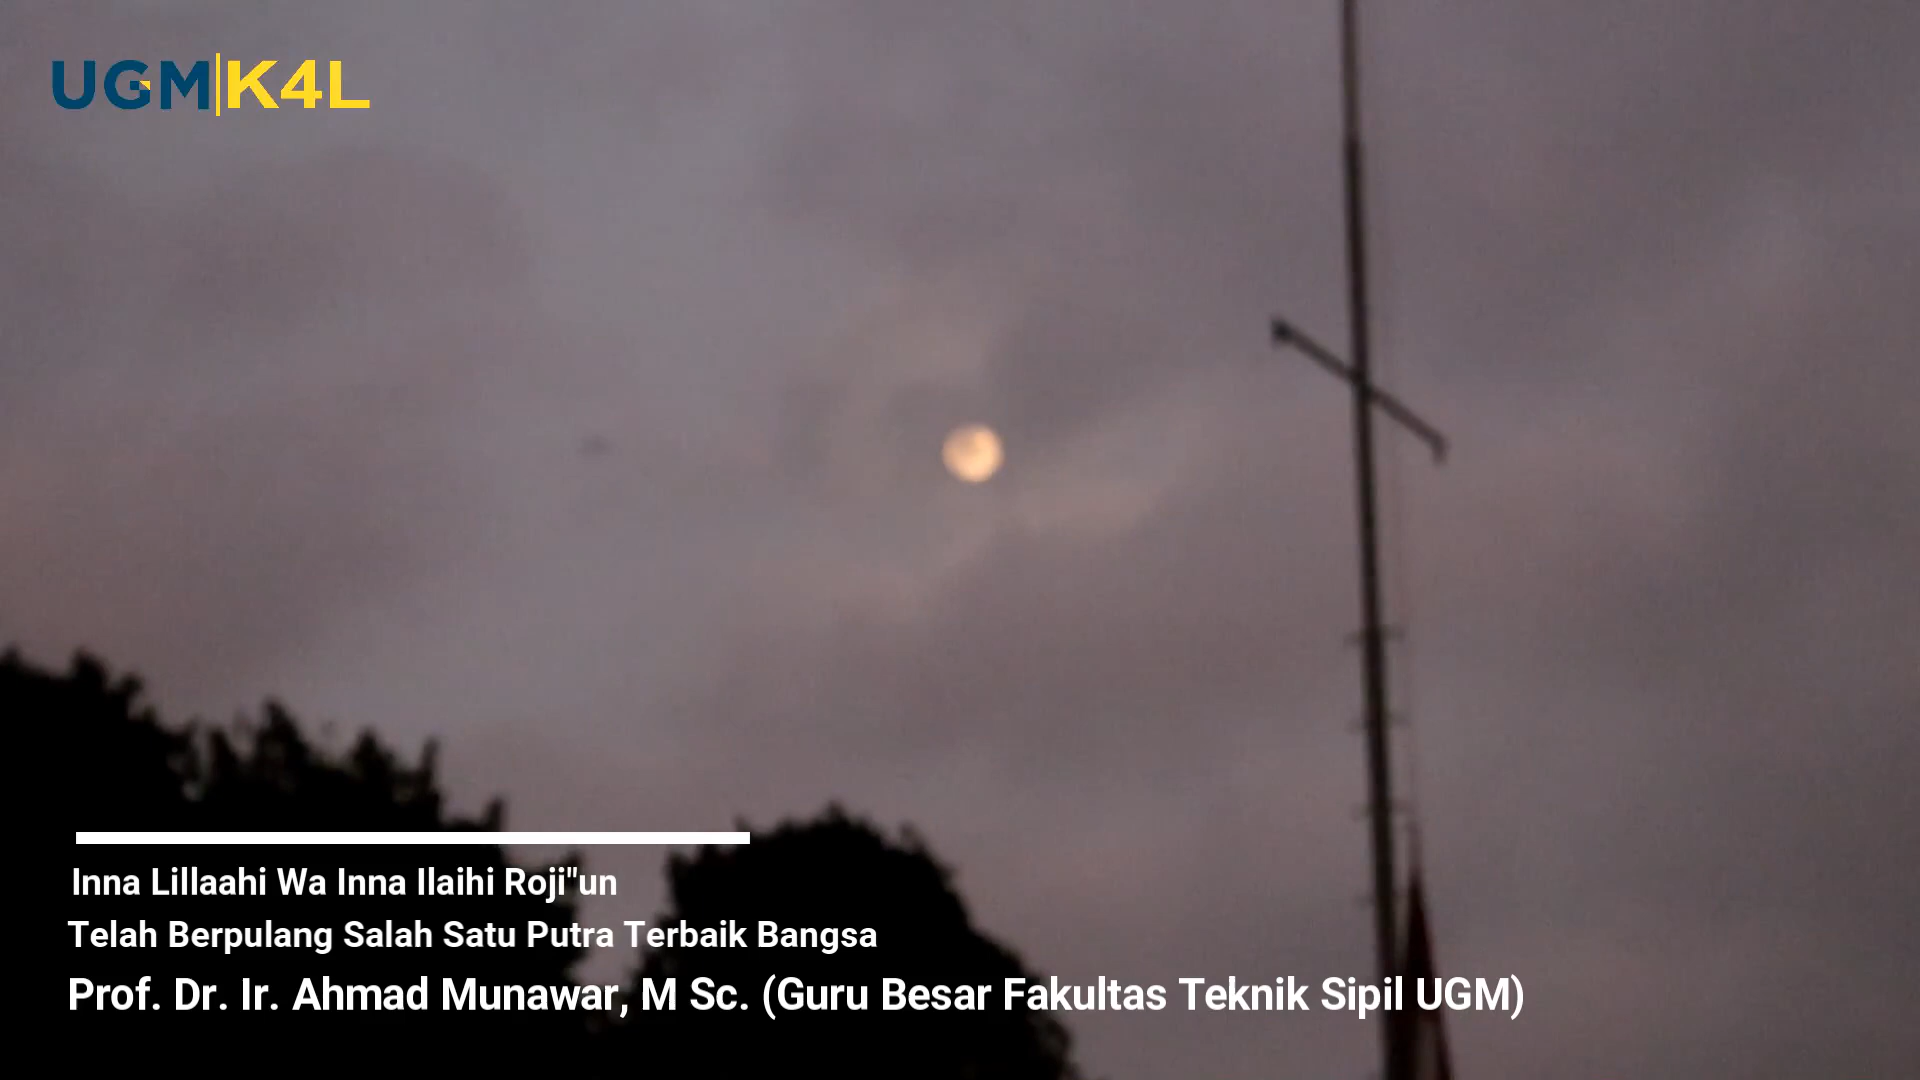 UGM|K4L
Inna Lillaahi Wa Inna Ilaihi Roji"un
Telah Berpulang Salah Satu Putra Terbaik Bangsa
Prof. Dr. Ir. Ahmad Munawar, M Sc. (Guru Besar Fakultas Teknik Sipil UGM)